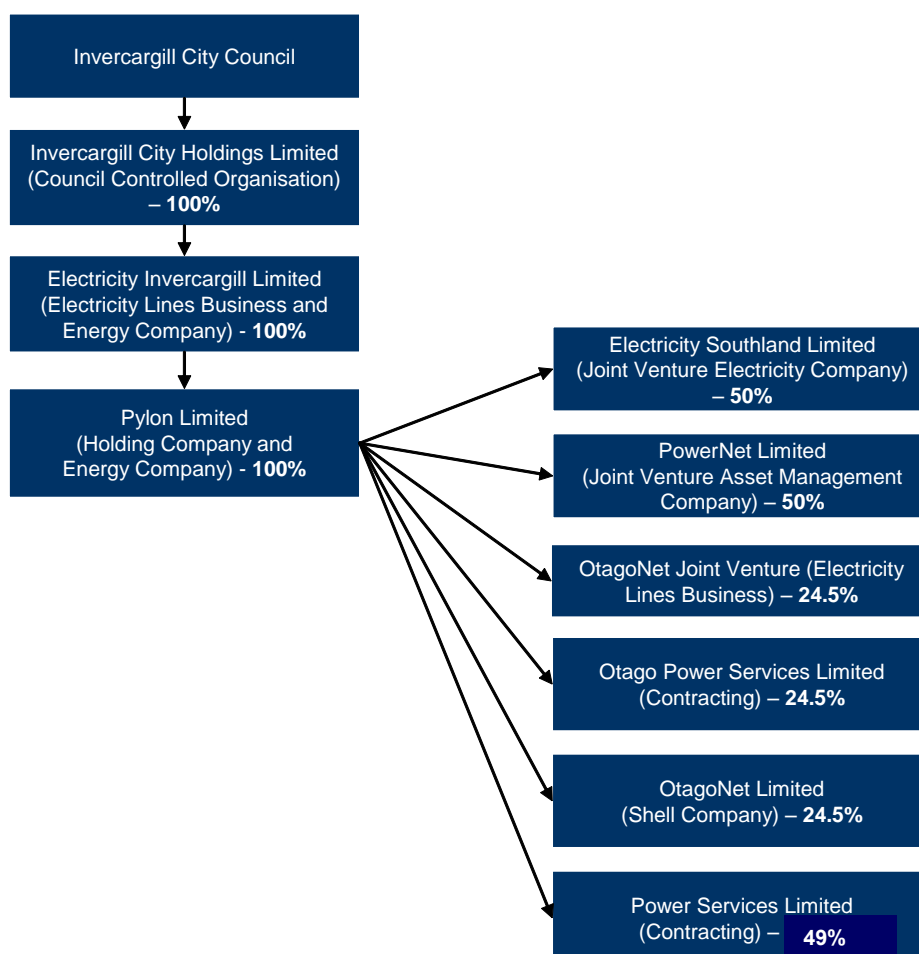 Invercargill City Council
Invercargill City Holdings Limited
(Council Controlled Organisation)
– 100%
Electricity Invercargill Limited
(Electricity Lines Business and
Energy Company) - 100%
Pylon Limited
(Holding Company and
Energy Company) - 100%
Electricity Southland Limited
(Joint Venture Electricity Company)
– 50%
PowerNet Limited
(Joint Venture Asset Management
Company) – 50%
OtagoNet Joint Venture (Electricity
Lines Business) – 24.5%
Otago Power Services Limited
(Contracting) – 24.5%
OtagoNet Limited
(Shell Company) – 24.5%
Power Services Limited
(Contracting) – 49%